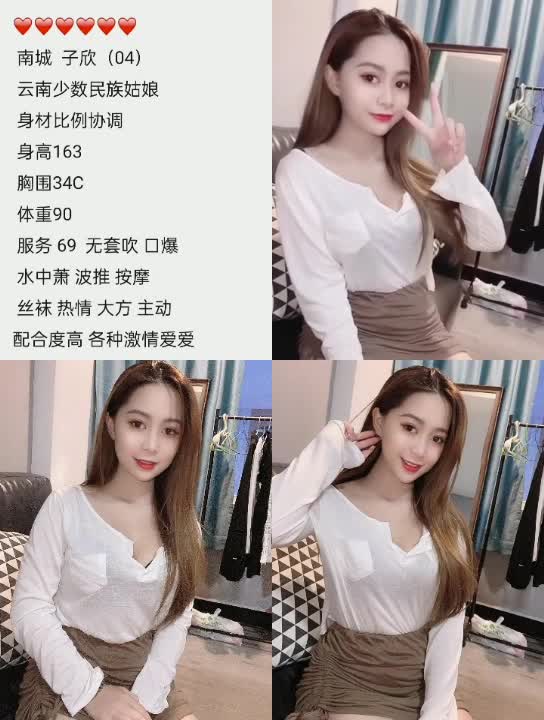 ❤️❤️❤️❤️❤️❤️
南城 子欣（04）
云南少数民族姑娘
身材比例协调
身高163
胸围34C
体重90
服务 69 无套吹 口爆
水中萧 波推 按摩
丝袜 热情 大方 主动
配合度高 各种激情爱爱